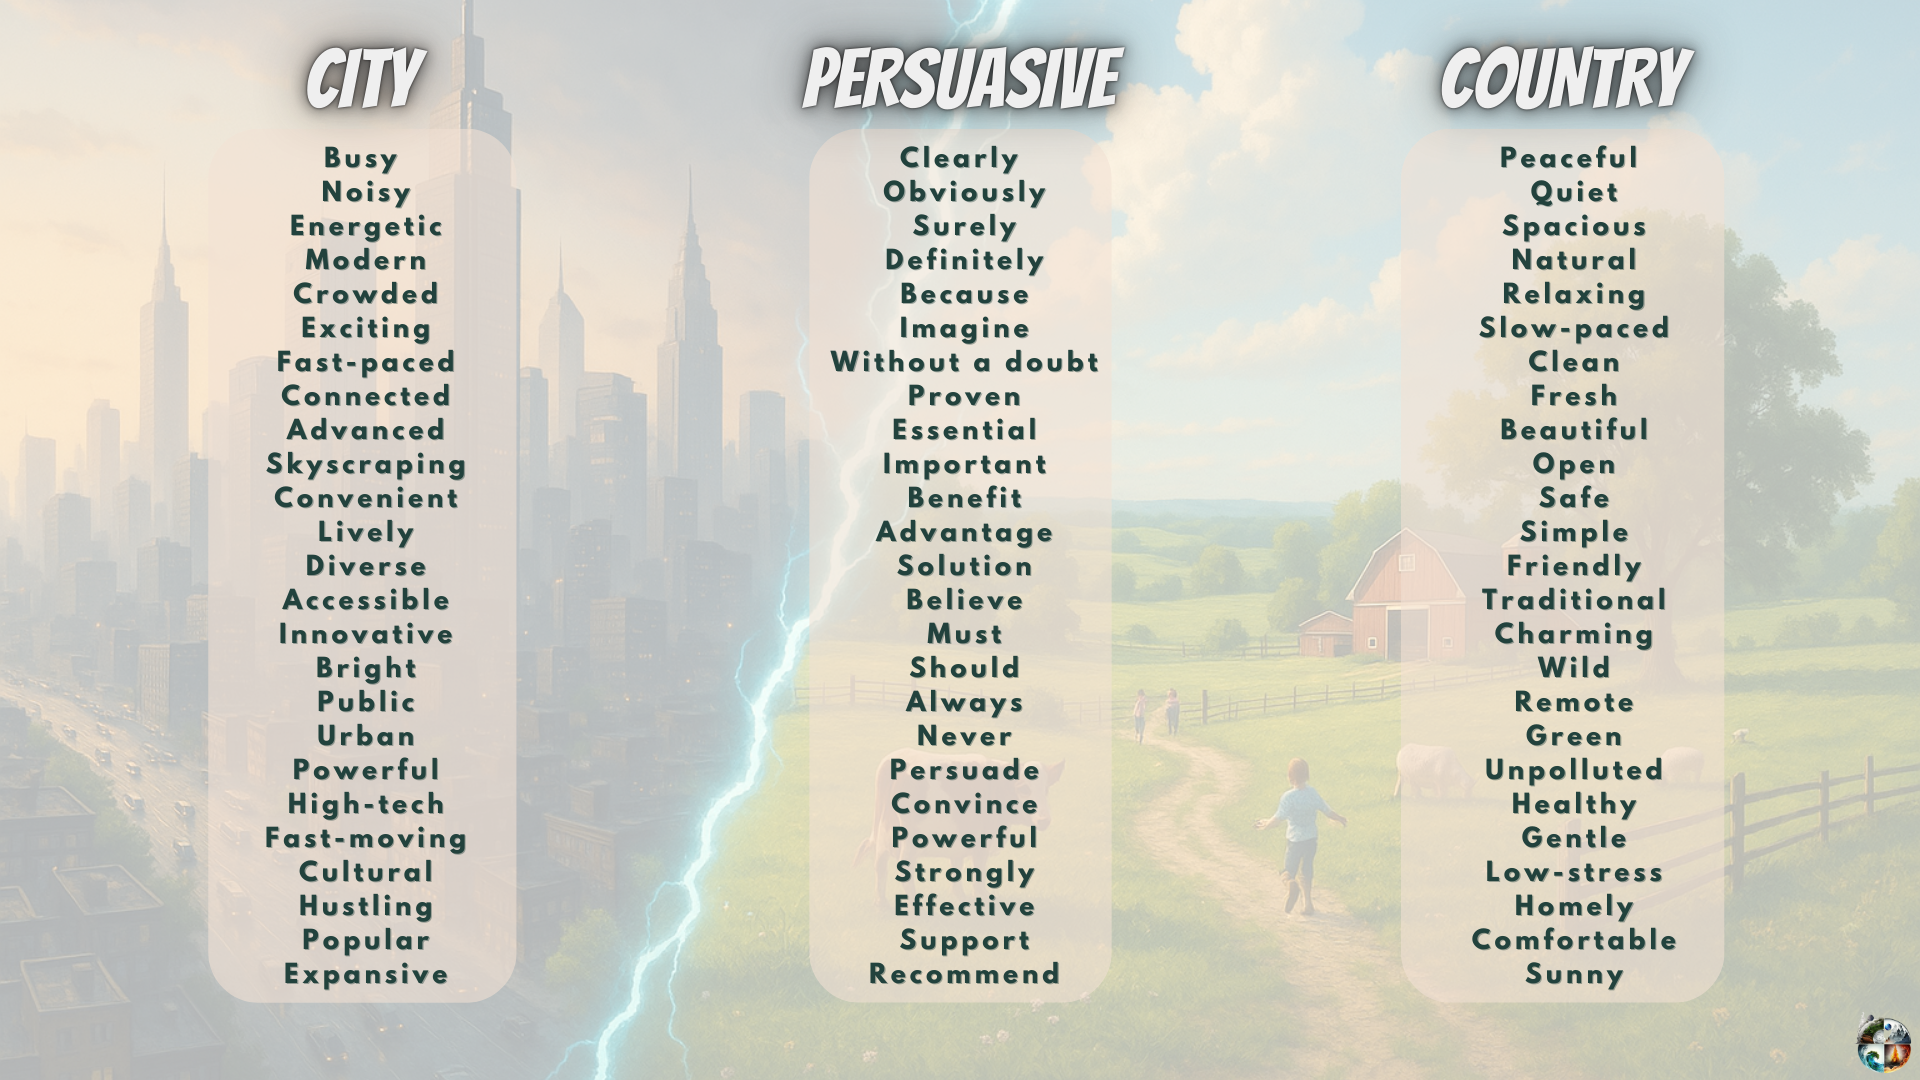 CITY
Busy
Noisy
Energetic
Modern
Crowded
Exciting
Fast-paced
Connected
Advanced
Skyscraping
Convenient
Lively
Diverse
Accessible
Innovative
Bright
Public
Urban
Powerful
High-tech
Fast-moving
Cultural
Hustling
Popular
Expansive
PERSUASIVE
Clearly
Obviously
Surely
Definitely
Because
Imagine
Without a doubt
Proven
Essential
Important
Benefit
Advantage
Solution
Believe
Must
Should
Always
Never
Persuade
Convince
Powerful
Strongly
Effective
Support
Recommend
COUNTRY
Peaceful
Quiet
Spacious
Natural
Relaxing
Slow-paced
Clean
Fresh
Beautiful
Open
Safe
Simple
Friendly
Traditional
Charming
Wild
Remote
Green
Unpolluted
Healthy
Gentle
Low-stress
Homely
Comfortable
Sunny